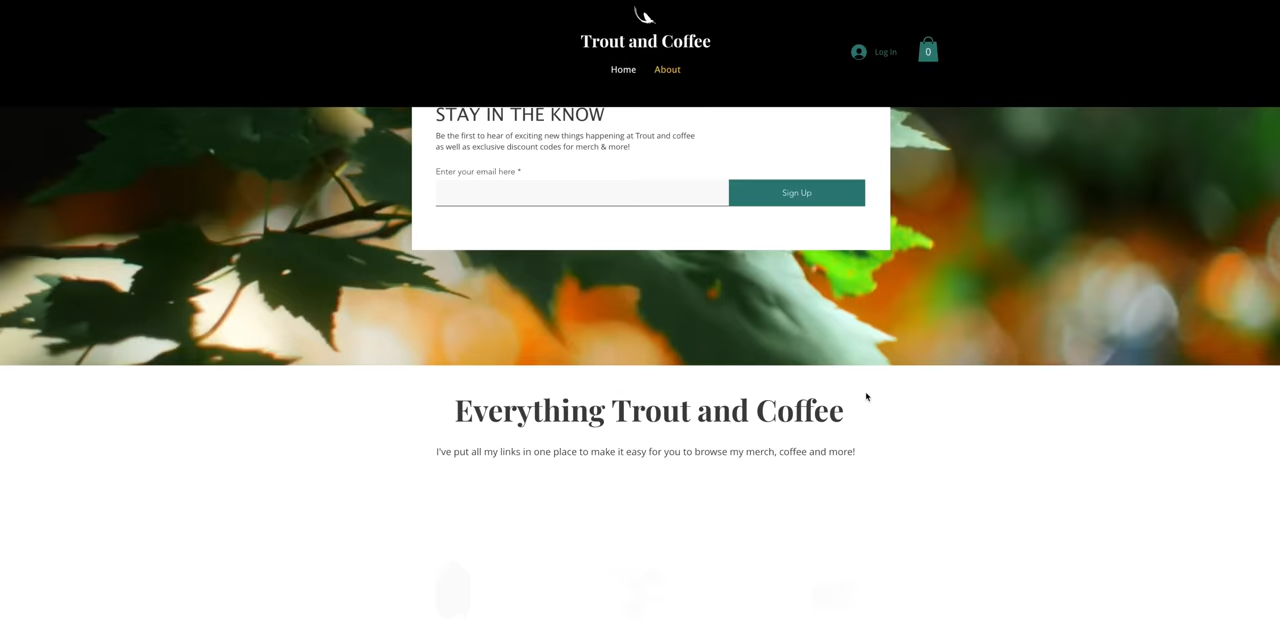 Trout and Coffee
Log In
0
Home About
STAY IN THE KNOW
Be the first to hear of exciting new things happening at Trout and coffee
as well as exclusive discount codes for merch & more!
Enter your email here *
Sign Up
Everything Trout and Coffee
I've put all my links in one place to make it easy for you to browse my merch, coffee and more!